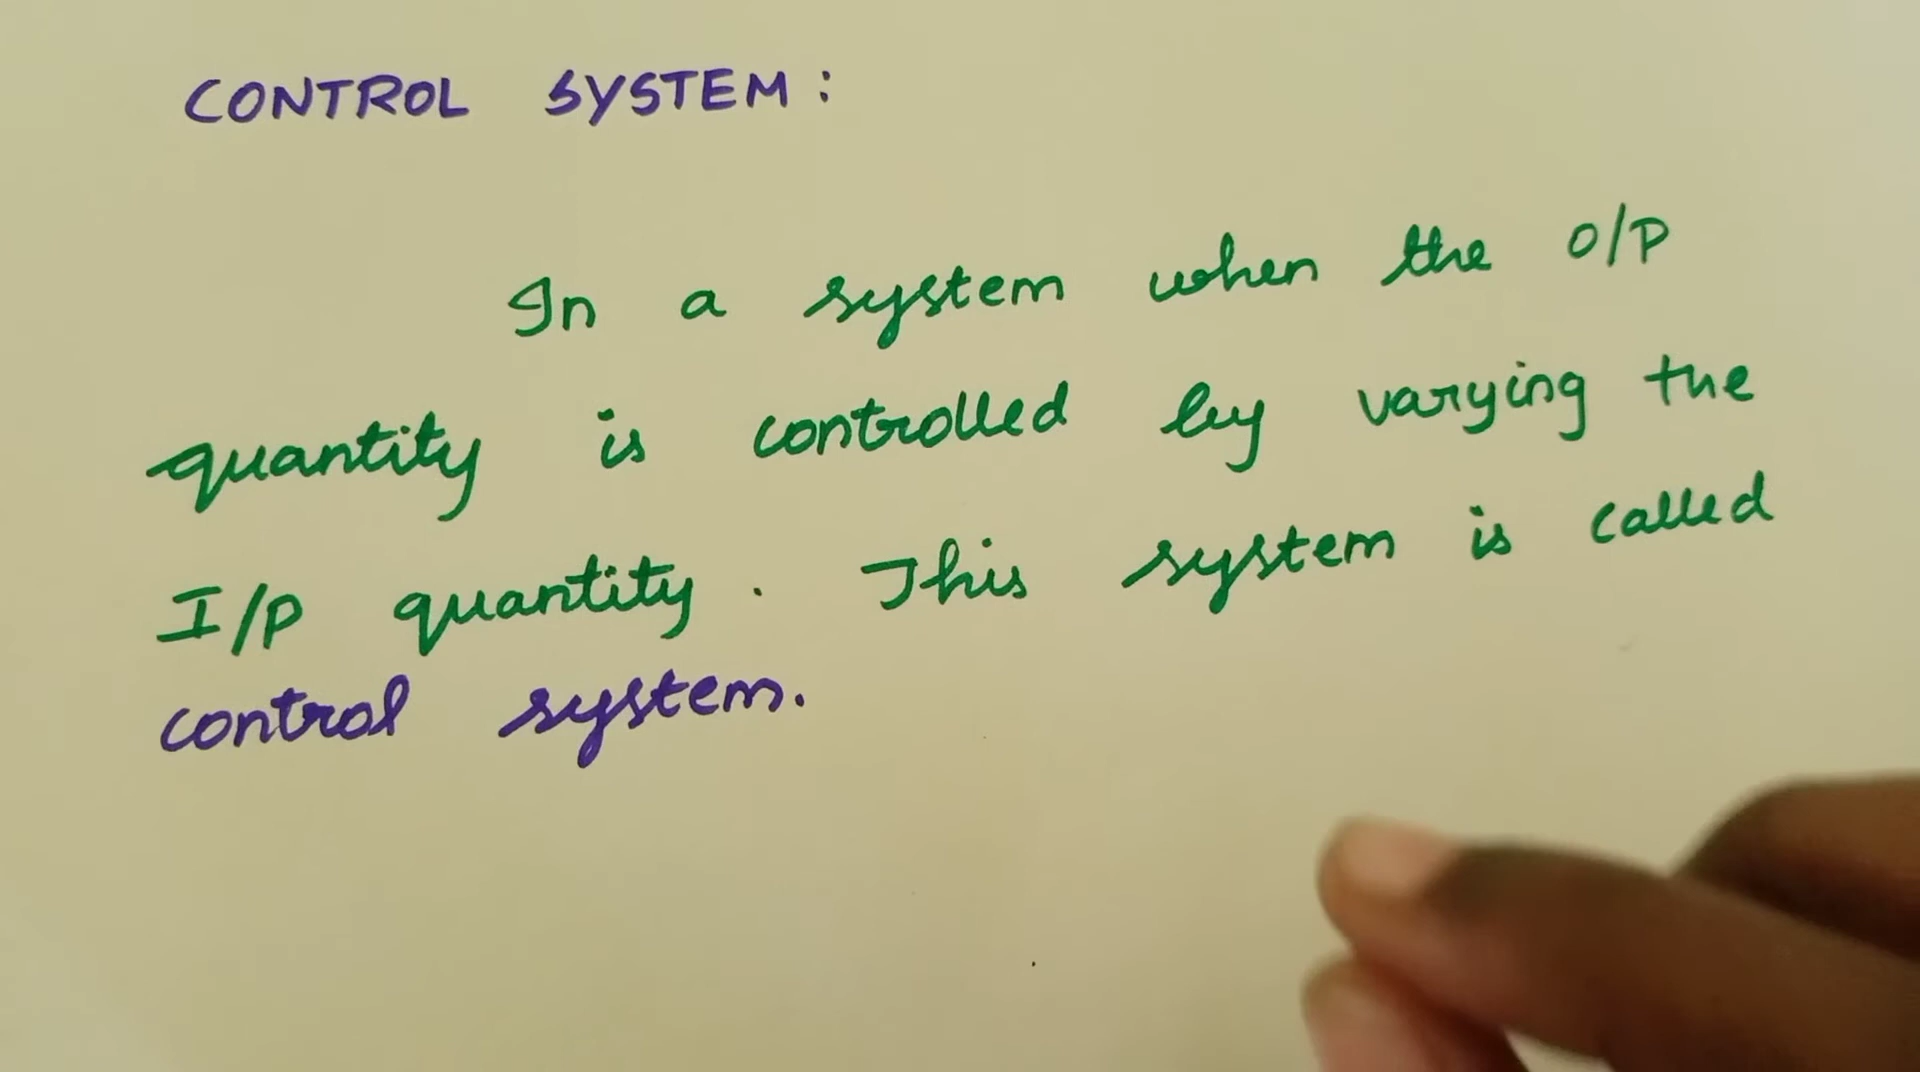 CONTROL SYSTEM:
In a system when the O/P
quantity is controlled by varying the
I/P quantity. This system is called
control system.